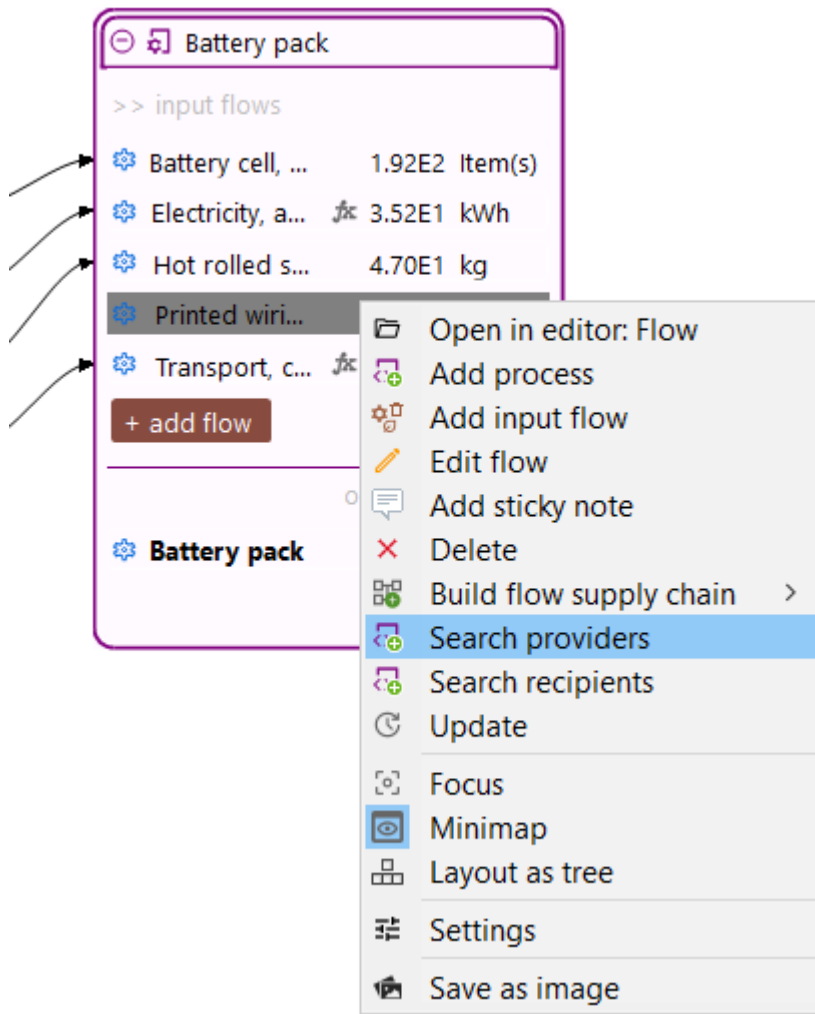 Battery pack
>> input flows
Battery cell, ... 1.92E2 Item(s)
Electricity, a... fx 3.52E1 kWh
Hot rolled s... 4.70E1 kg
Printed wiri...
Transport, c... fx
+ add flow
o
Battery pack
Open in editor: Flow
Add process
Add input flow
Edit flow
Add sticky note
Delete
Build flow supply chain >
Search providers
Search recipients
Update
Focus
Minimap
Layout as tree
Settings
Save as image